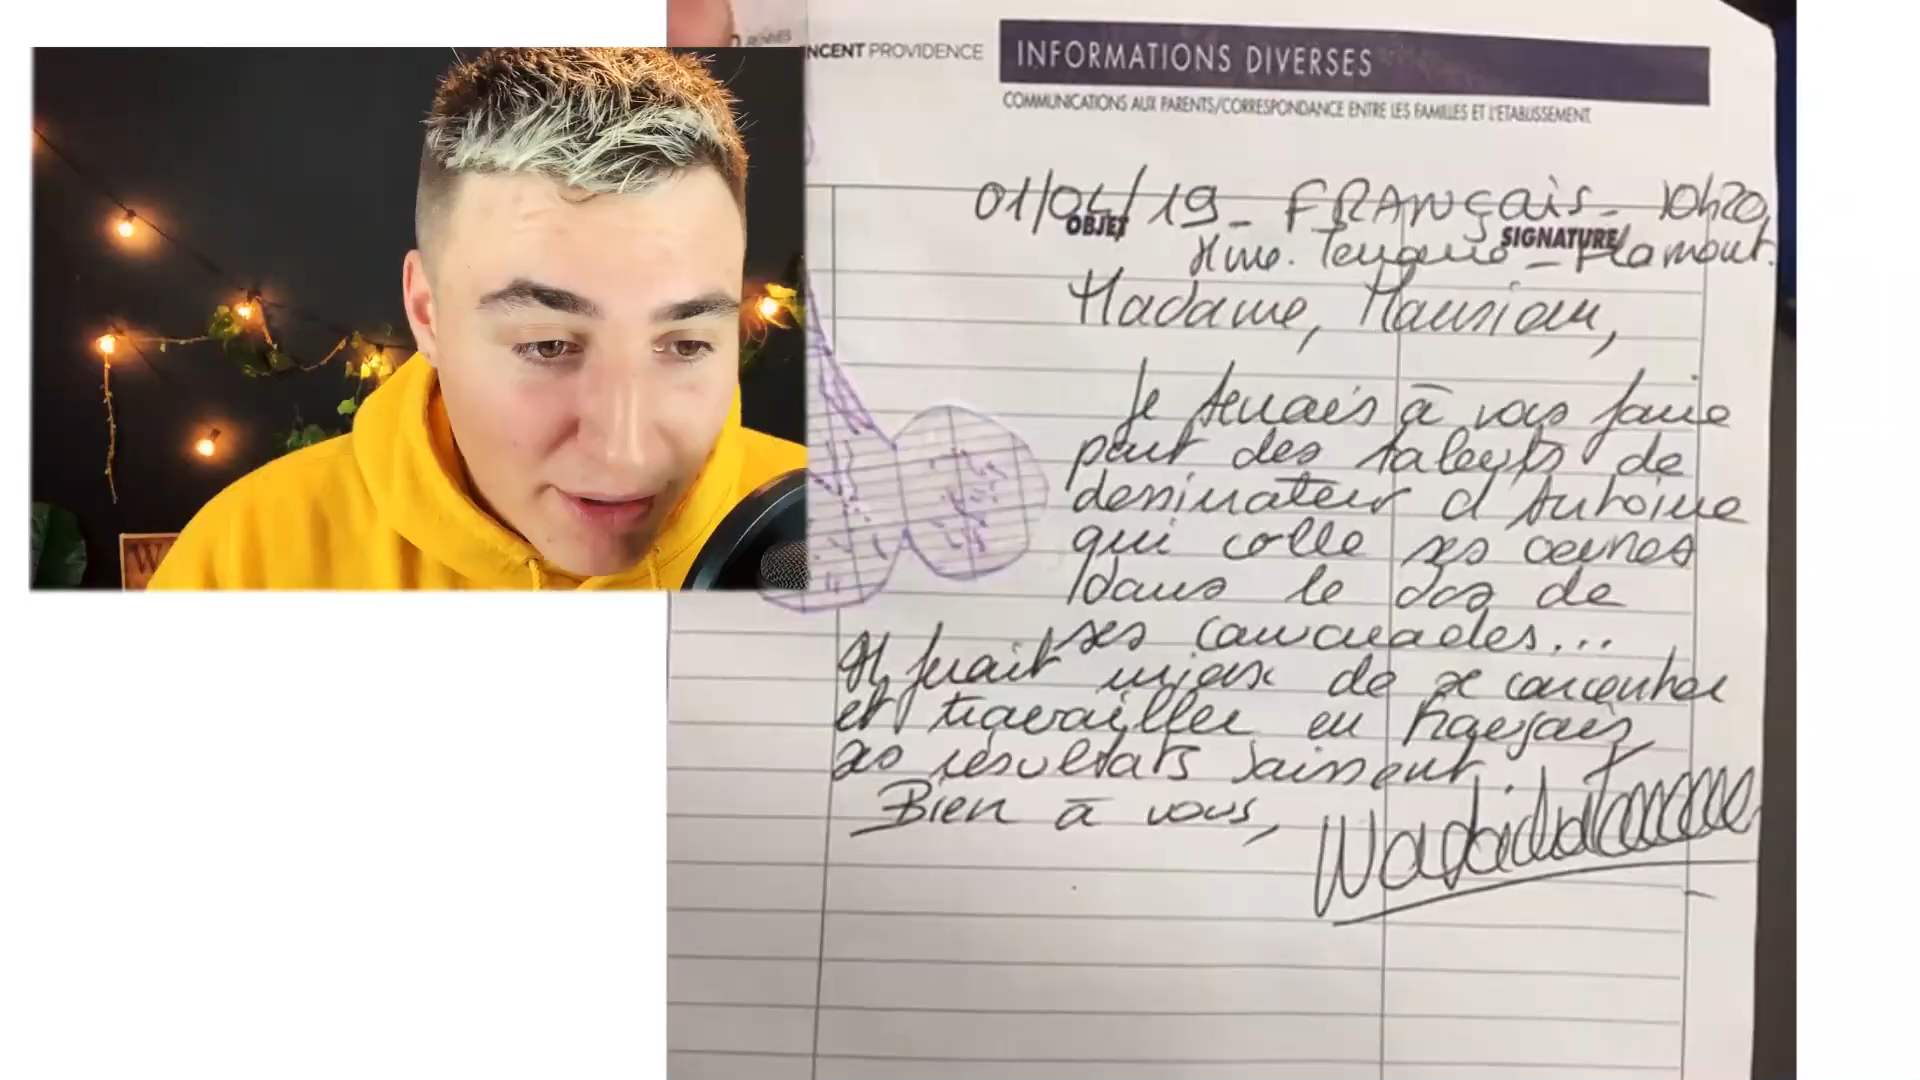 NCENT PROVIDENCE
INFORMATIONS DIVERSES
COMMUNICATIONS AUX PARENTS/CORRESPONDANCE ENTRE LES FAMILLES ET L'ETABLISSEMENT
01/04/19 - FRANçais - 10h20
OBJET
SIGNATURE
Mme.
Madame, Monsieur,
Je tenais à vous faire
part des talents de
dessinateur d'Antoine
qui colle ses oeuvres
dans le dos de
ses camarades...
Il ferait mieux de se concentrer
et travailler en français,
ses résultats baissent.
Bien à vous,